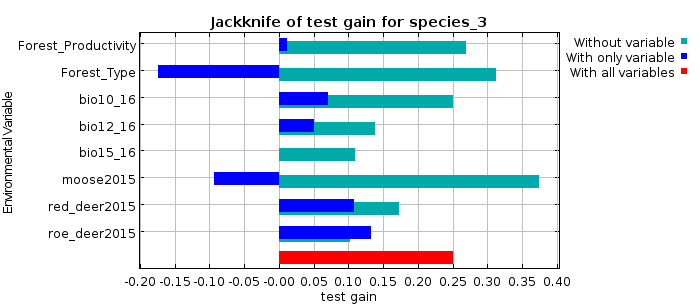 Jackknife of test gain for species_3
Environmental Variable
Forest_Productivity
Forest_Type
bio10_16
bio12_16
bio15_16
moose2015
red_deer2015
roe_deer2015
Without variable
With only variable
With all variables
-0.20 -0.15 -0.10 -0.05 -0.00 0.05 0.10 0.15 0.20 0.25 0.30 0.35 0.40
test gain